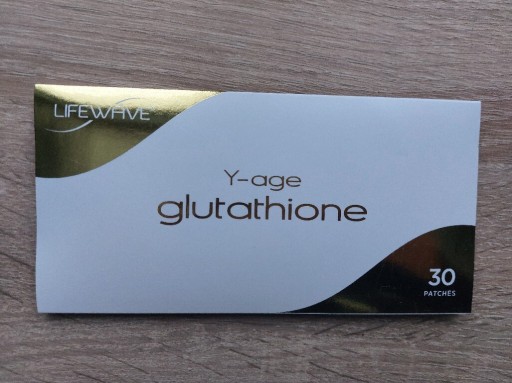 LIFEWAVE
Y-age
glutathione
30
PATCHES